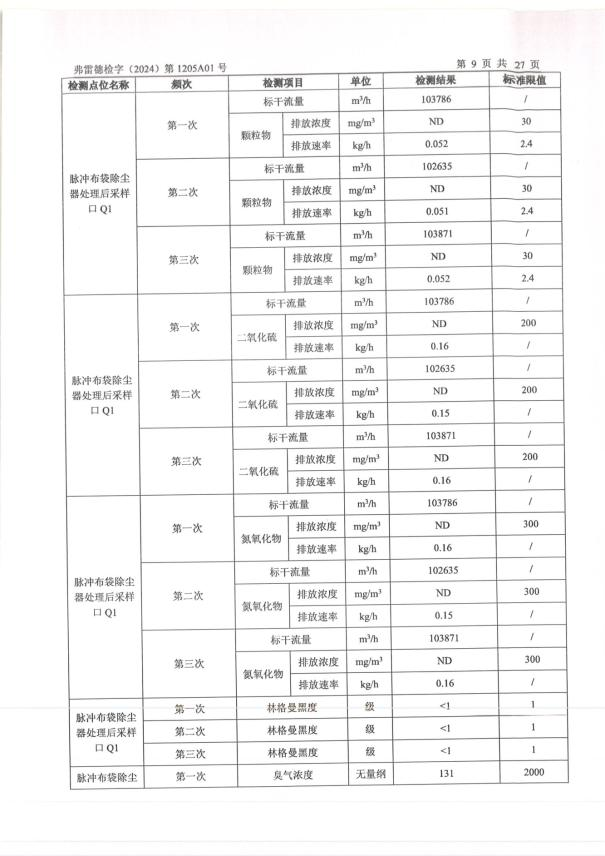 弗雷德检字（2024）第 1205A01 号
第 9 页 共 27 页
检测点位名称 频次 检测项目 单位 检测结果 标准限值
脉冲布袋除尘器处理后采样口 Q1
第一次 标干流量 m³/h 103786 /
颗粒物 排放浓度 mg/m³ ND 30
排放速率 kg/h 0.052 2.4
第二次 标干流量 m³/h 102635 /
颗粒物 排放浓度 mg/m³ ND 30
排放速率 kg/h 0.051 2.4
第三次 标干流量 m³/h 103871 /
颗粒物 排放浓度 mg/m³ ND 30
排放速率 kg/h 0.052 2.4
脉冲布袋除尘器处理后采样口 Q1
第一次 标干流量 m³/h 103786 /
二氧化硫 排放浓度 mg/m³ ND 200
排放速率 kg/h 0.16 /
第二次 标干流量 m³/h 102635 /
二氧化硫 排放浓度 mg/m³ ND 200
排放速率 kg/h 0.15 /
第三次 标干流量 m³/h 103871 /
二氧化硫 排放浓度 mg/m³ ND 200
排放速率 kg/h 0.16 /
脉冲布袋除尘器处理后采样口 Q1
第一次 标干流量 m³/h 103786 /
氮氧化物 排放浓度 mg/m³ ND 300
排放速率 kg/h 0.16 /
第二次 标干流量 m³/h 102635 /
氮氧化物 排放浓度 mg/m³ ND 300
排放速率 kg/h 0.15 /
第三次 标干流量 m³/h 103871 /
氮氧化物 排放浓度 mg/m³ ND 300
排放速率 kg/h 0.16 /
脉冲布袋除尘器处理后采样口 Q1
第一次 林格曼黑度 级 <1 1
第二次 林格曼黑度 级 <1 1
第三次 林格曼黑度 级 <1 1
脉冲布袋除尘 第一次 臭气浓度 无量纲 131 2000